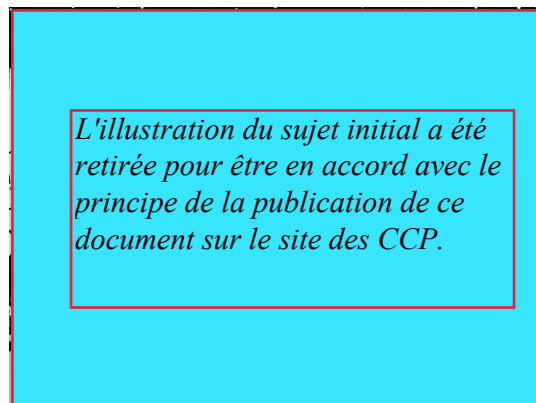 L'illustration du sujet initial a été
retirée pour être en accord avec le
principe de la publication de ce
document sur le site des CCP.